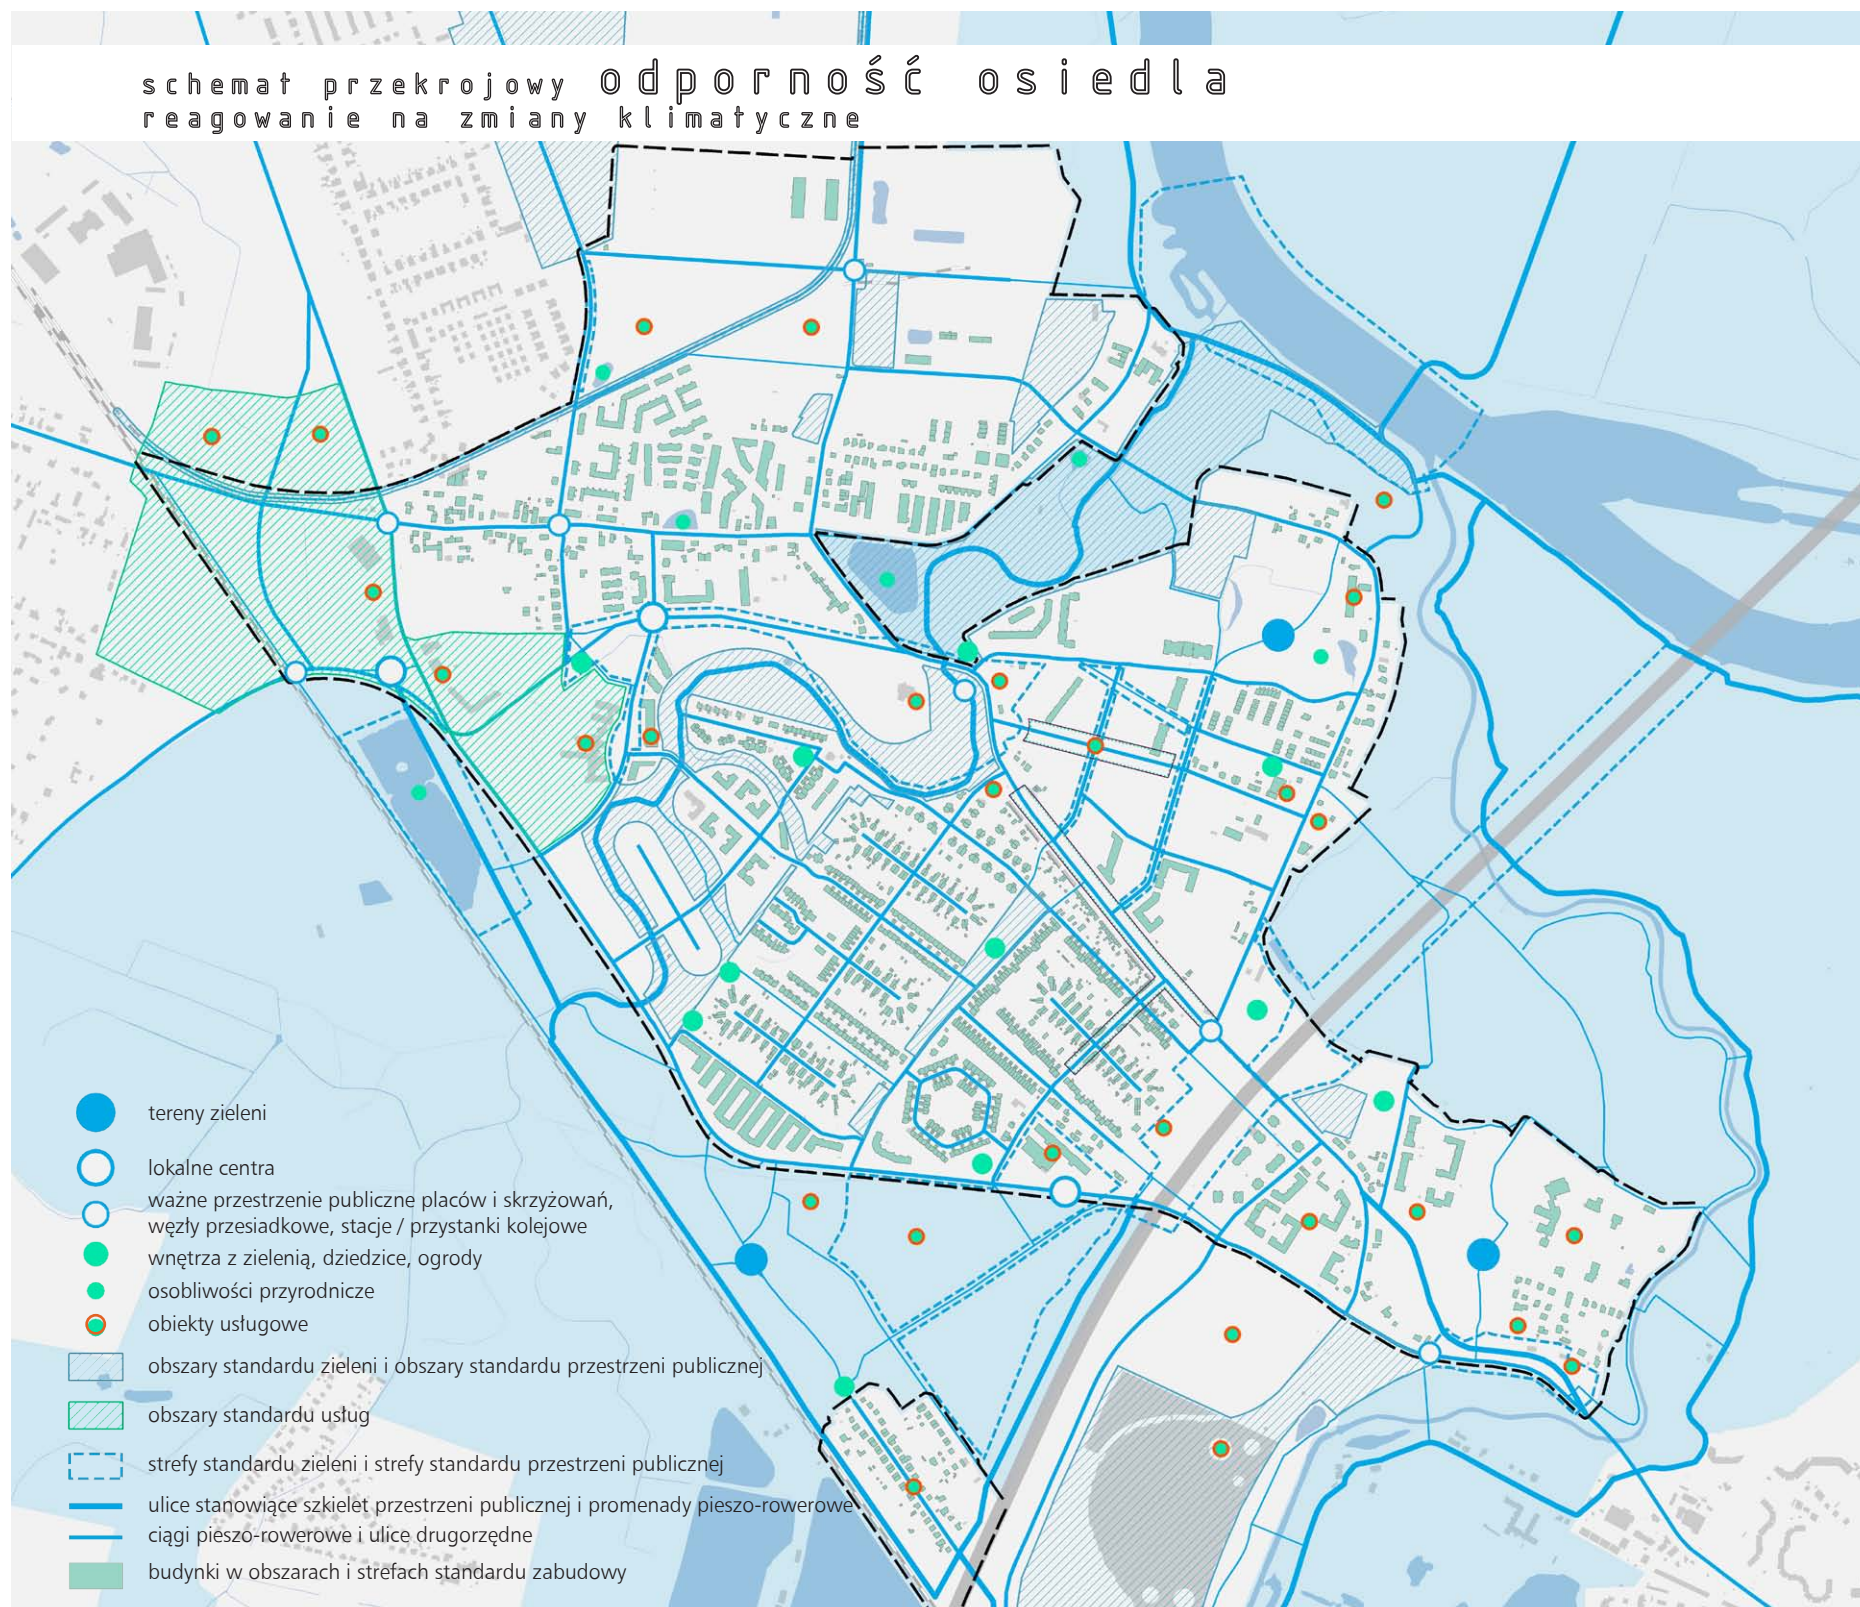 schemat przekrojowy odporność osiedla
reagowanie na zmiany klimatyczne
tereny zieleni
lokalne centra
ważne przestrzenie publiczne placów i skrzyżowań,
węzły przesiadkowe, stacje / przystanki kolejowe
wnętrza z zielenią, dziedzice, ogrody
osobliwości przyrodnicze
obiekty usługowe
obszary standardu zieleni i obszary standardu przestrzeni publicznej
obszary standardu usług
strefy standardu zieleni i strefy standardu przestrzeni publicznej
ulice stanowiące szkielet przestrzeni publicznej i promenady pieszo-rowerowe
ciągi pieszo-rowerowe i ulice drugorzędne
budynki w obszarach i strefach standardu zabudowy